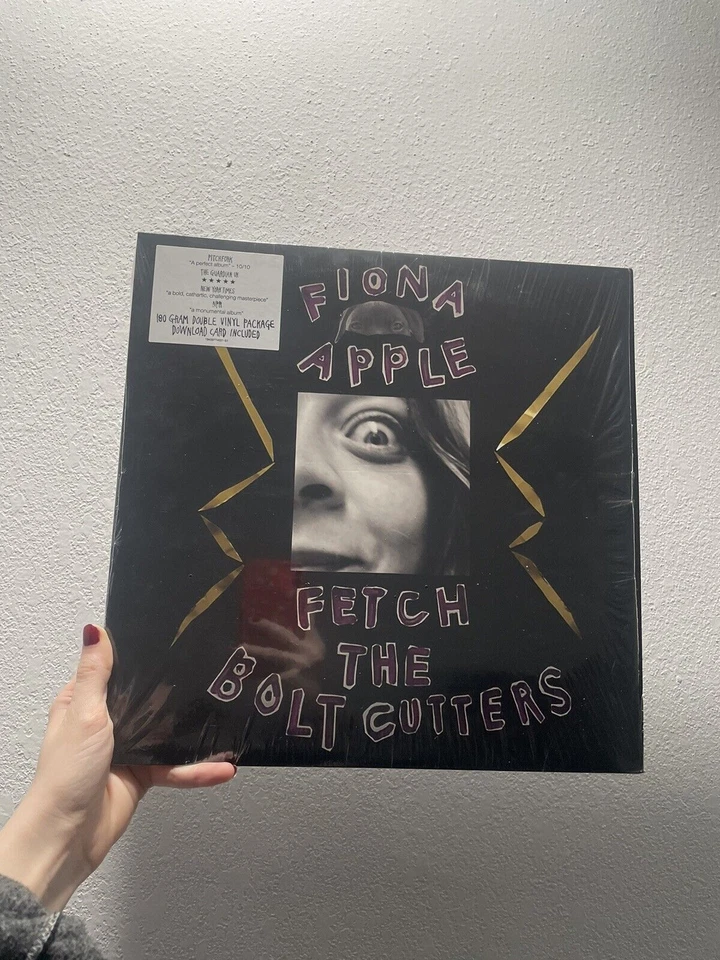 PITCHFORK
"A perfect album" - 10/10
THE GUARDIAN UK
★★★★★
NEW YORK TIMES
"a bold, cathartic, challenging masterpiece"
NPR
"a monumental album"
180 GRAM DOUBLE VINYL PACKAGE
DOWNLOAD CARD INCLUDED
FIONA
APPLE
FETCH
THE
BOLT CUTTERS